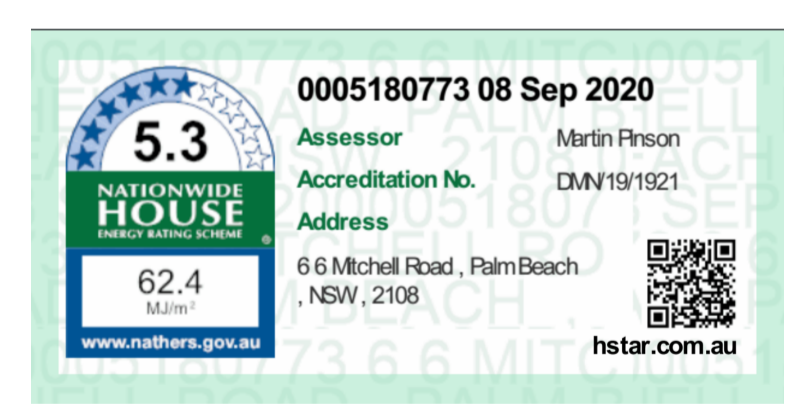 0005180773 08 Sep 2020
5.3
NATIONWIDE
HOUSE
ENERGY RATING SCHEME ®
62.4
MJ/m²
www.nathers.gov.au
Assessor Martin Pinson
Accreditation No. DMN/19/1921
Address
6 6 Mitchell Road , Palm Beach
, NSW , 2108
hstar.com.au